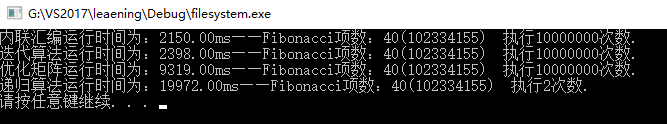 G:\VS2017\leaening\Debug\filesystem.exe
内联汇编运行时间为：2150.00ms——Fibonacci项数：40(102334155)  执行10000000次数.
迭代算法运行时间为：2398.00ms——Fibonacci项数：40(102334155)  执行10000000次数.
优化矩阵运行时间为：9319.00ms——Fibonacci项数：40(102334155)  执行10000000次数.
递归算法运行时间为：19972.00ms——Fibonacci项数：40(102334155)  执行2次数.
请按任意键继续. . .